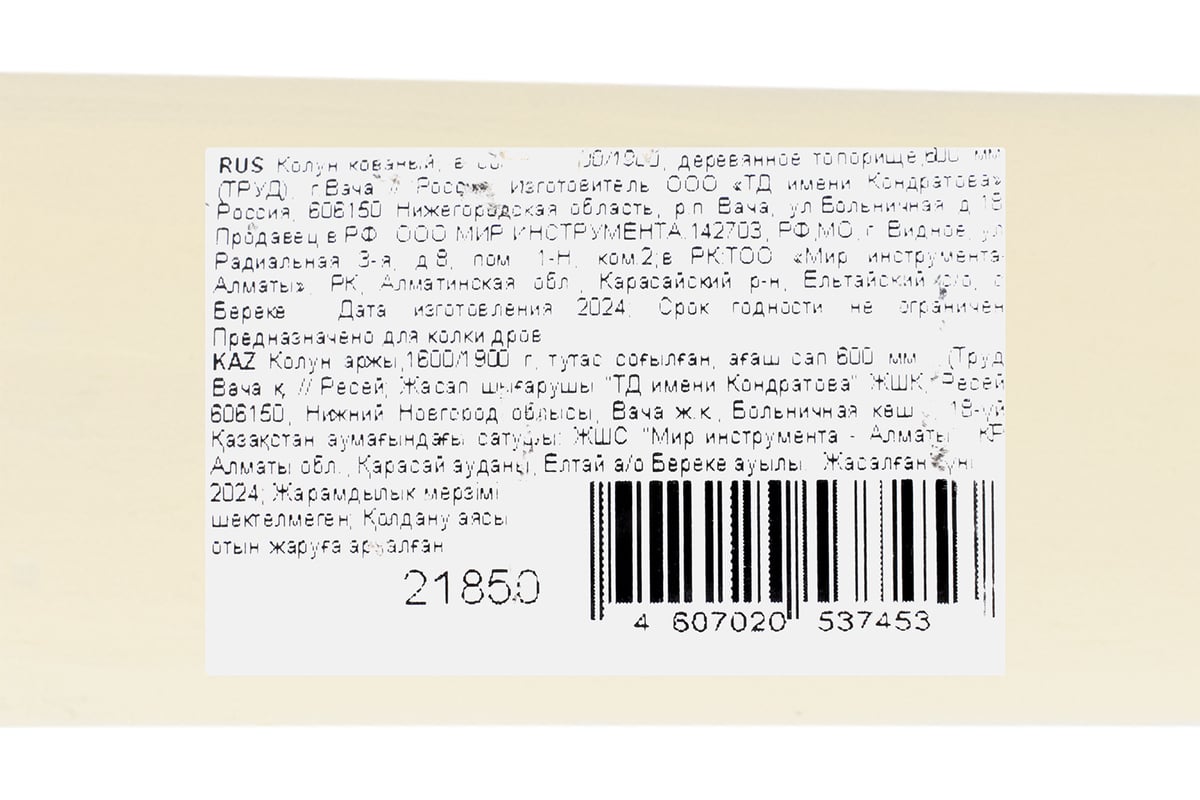 RUS Колун кованый, в 00/1900, деревянное топорище,600 мм
(ТРУД), г.Вача // Россия Изготовитель ООО «ТД имени Кондратова»
Россия, 606150 Нижегородская область, р.п Вача, ул Больничная д 18
Продавец в РФ ООО МИР ИНСТРУМЕНТА.142703, РФ,МО,г. Видное, ул
Радиальная 3-я, д 8, пом 1-Н, ком.2;в РК:ТОО «Мир инструмента-
Алматы», РК, Алматинская обл., Карасайский р-н, Ельтайский с/о, с
Береке Дата изготовления 2024; Срок годности не ограничен
Предназначено для колки дров
KAZ Колун аржы,1600/1900 г, тутас соғылған, ағаш сап 600 мм (Труд
Вача қ. // Ресей; Жасап шығарушы "ТД имени Кондратова" ЖШҚ, Ресей
606150, Нижний Новгород облысы, Вача ж.к., Больничная көш 18-үй
Қазақстан аумағындағы сатушы: ЖШС "Мир инструмента - Алматы" ҚР
Алматы обл., Қарасай ауданы, Елтай а/о Береке ауылы. Жасалған күні
2024; Жарамдылық мерзімі
шектелмеген; Қолдану аясы
отын жаруға арналған
21850
4 607020 537453